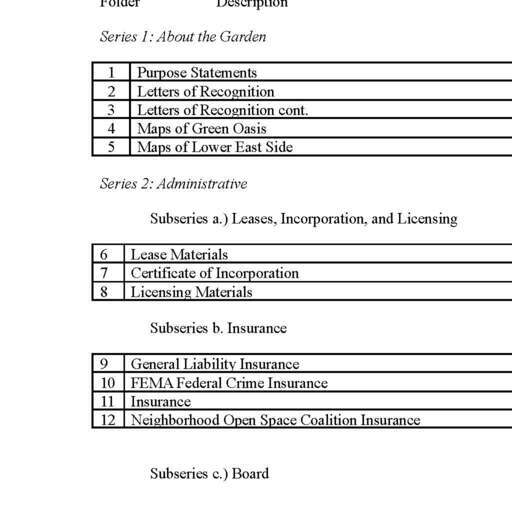 Folder Description
Series 1: About the Garden
1 Purpose Statements
2 Letters of Recognition
3 Letters of Recognition cont.
4 Maps of Green Oasis
5 Maps of Lower East Side
Series 2: Administrative
Subseries a.) Leases, Incorporation, and Licensing
6 Lease Materials
7 Certificate of Incorporation
8 Licensing Materials
Subseries b. Insurance
9 General Liability Insurance
10 FEMA Federal Crime Insurance
11 Insurance
12 Neighborhood Open Space Coalition Insurance
Subseries c.) Board